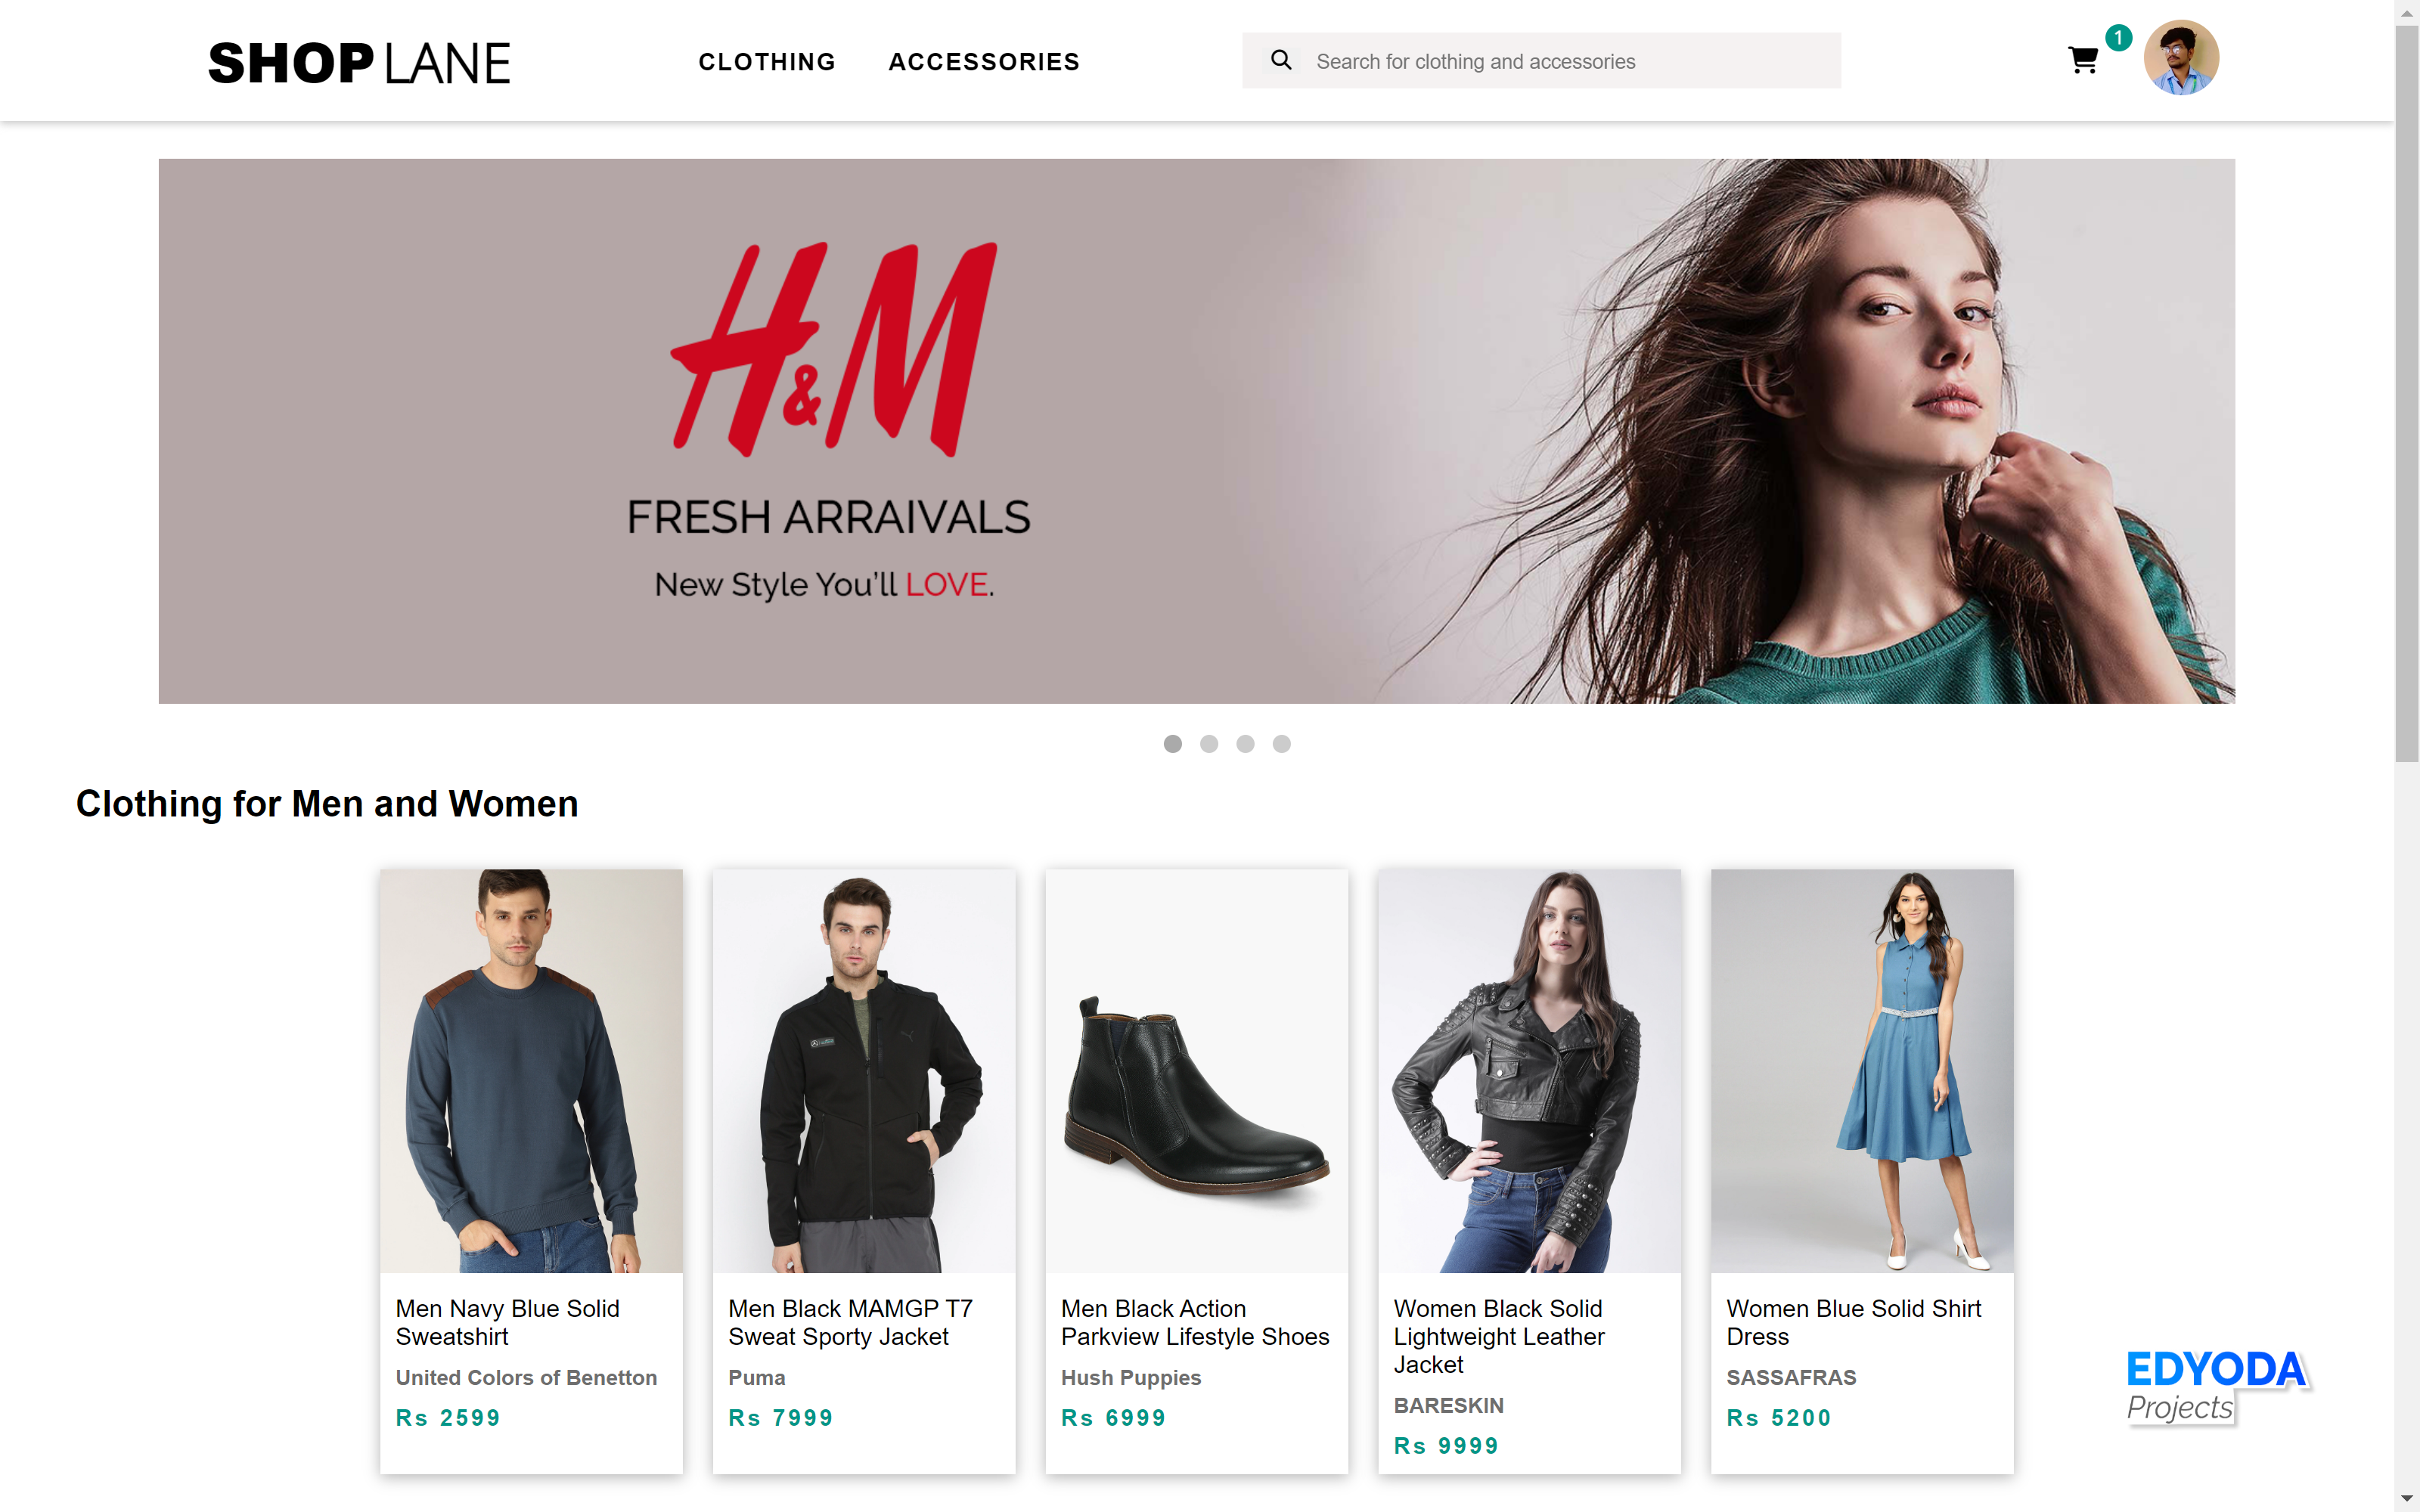 SHOP LANE
CLOTHING
ACCESSORIES
Search for clothing and accessories
1
H&M
FRESH ARRAIVALS
New Style You'll LOVE.
Clothing for Men and Women
Men Navy Blue Solid
Sweatshirt
United Colors of Benetton
Rs 2599
Men Black MAMGP T7
Sweat Sporty Jacket
Puma
Rs 7999
Men Black Action
Parkview Lifestyle Shoes
Hush Puppies
Rs 6999
Women Black Solid
Lightweight Leather
Jacket
BARESKIN
Rs 9999
Women Blue Solid Shirt
Dress
SASSAFRAS
Rs 5200
EDYODA
Projects